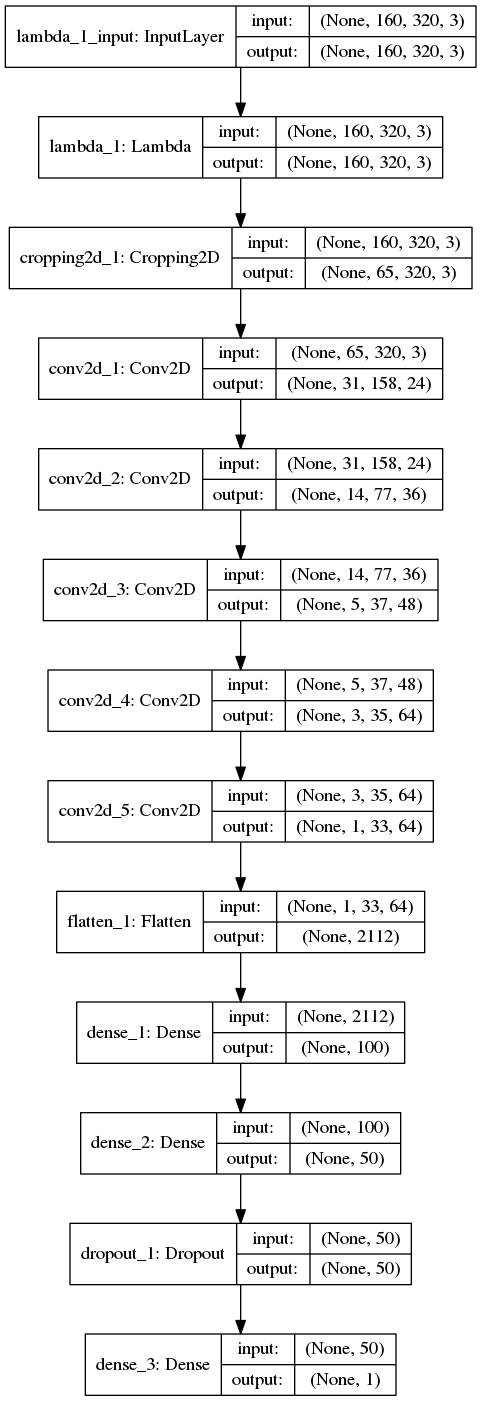 lambda_1_input: InputLayer
input: (None, 160, 320, 3)
output: (None, 160, 320, 3)
lambda_1: Lambda
input: (None, 160, 320, 3)
output: (None, 160, 320, 3)
cropping2d_1: Cropping2D
input: (None, 160, 320, 3)
output: (None, 65, 320, 3)
conv2d_1: Conv2D
input: (None, 65, 320, 3)
output: (None, 31, 158, 24)
conv2d_2: Conv2D
input: (None, 31, 158, 24)
output: (None, 14, 77, 36)
conv2d_3: Conv2D
input: (None, 14, 77, 36)
output: (None, 5, 37, 48)
conv2d_4: Conv2D
input: (None, 5, 37, 48)
output: (None, 3, 35, 64)
conv2d_5: Conv2D
input: (None, 3, 35, 64)
output: (None, 1, 33, 64)
flatten_1: Flatten
input: (None, 1, 33, 64)
output: (None, 2112)
dense_1: Dense
input: (None, 2112)
output: (None, 100)
dense_2: Dense
input: (None, 100)
output: (None, 50)
dropout_1: Dropout
input: (None, 50)
output: (None, 50)
dense_3: Dense
input: (None, 50)
output: (None, 1)